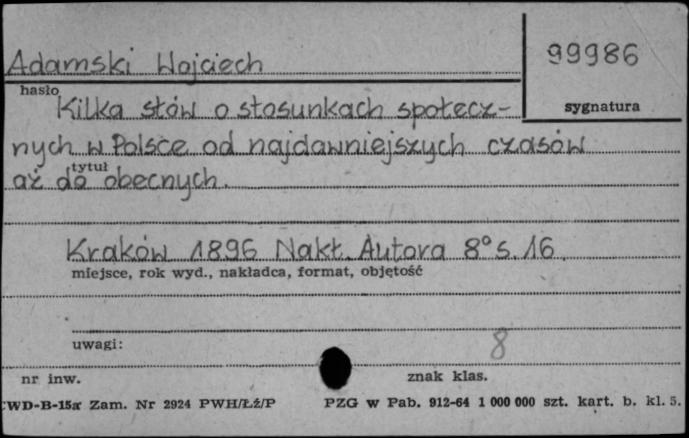 99986
Adamski Wojciech
hasło
sygnatura
Kilka słów o stosunkach społecz-
nych w Polsce od najdawniejszych czasów
tytuł
aż do obecnych.
Kraków 1896 Nakł. Autora 8° s. 16.
miejsce, rok wyd., nakładca, format, objętość
uwagi:
8
nr inw.
znak klas.
CWD-B-15a Zam. Nr 2924 PWH/Łź/P PZG w Pab. 912-64 1 000 000 szt. kart. b. kl. 5.